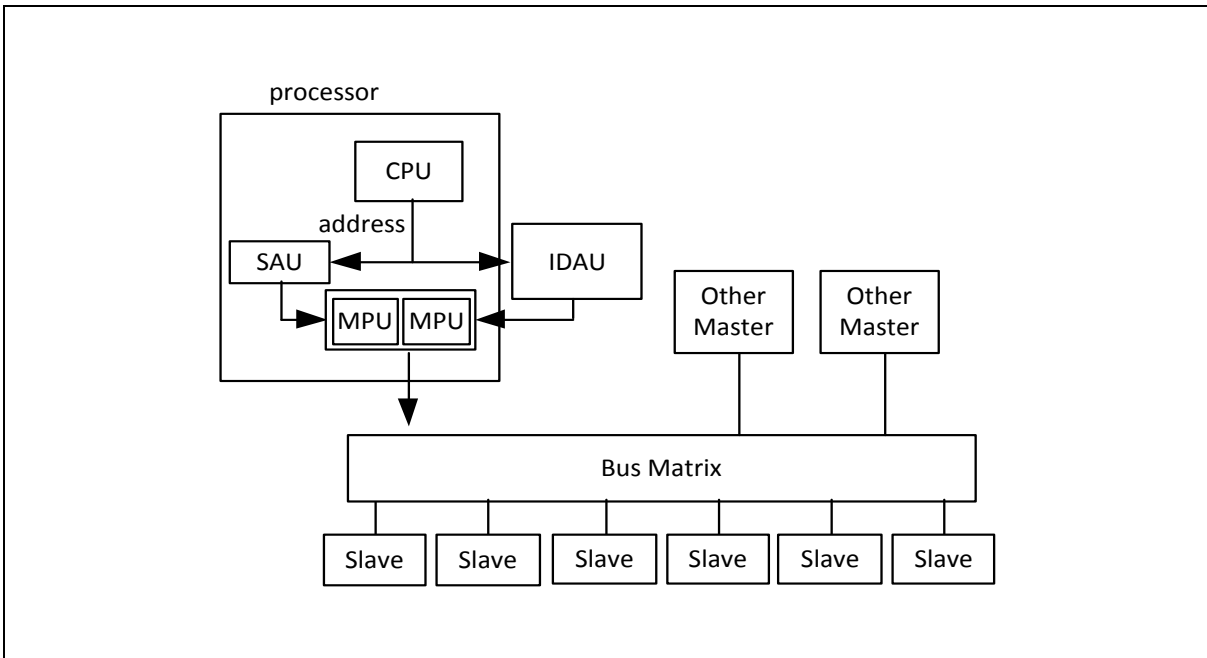 processor
CPU
address
SAU
IDAU
MPU
MPU
Other
Master
Other
Master
Bus Matrix
Slave
Slave
Slave
Slave
Slave
Slave